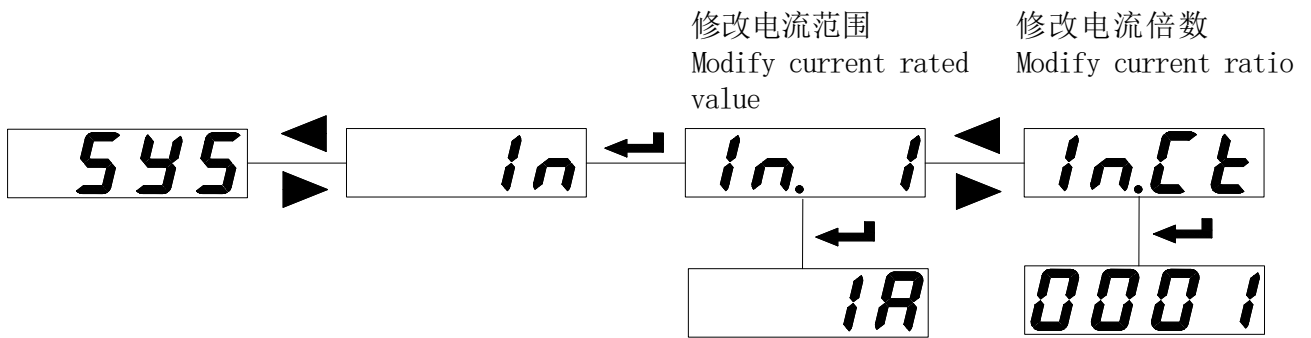 修改电流范围
Modify current rated
value
修改电流倍数
Modify current ratio
SYS
In
In. 1
In.Ct
1A
0001